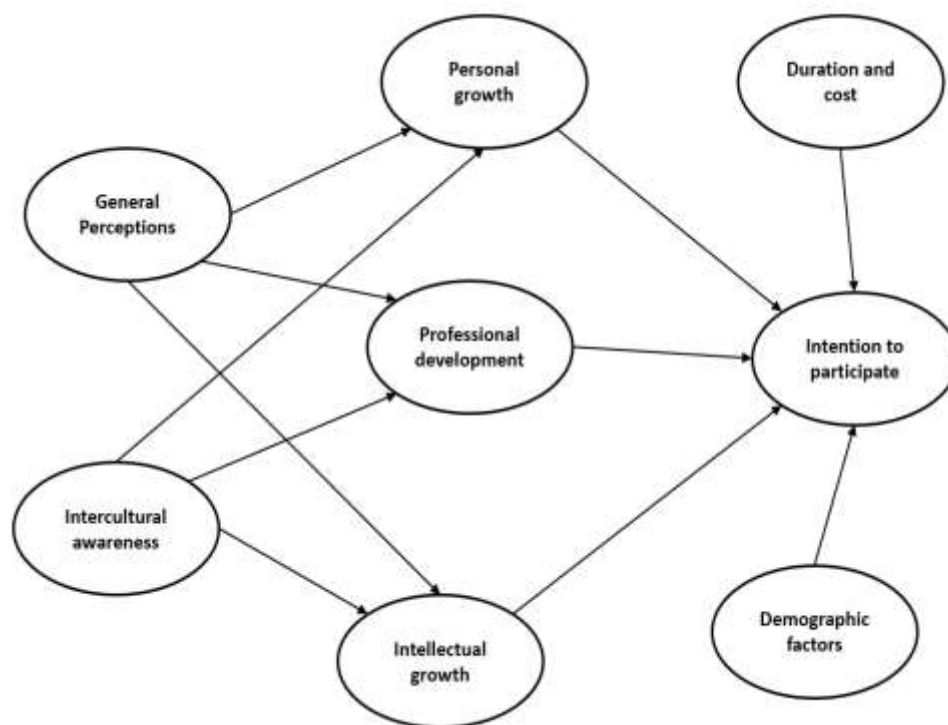 Personal
growth
Duration and
cost
General
Perceptions
Professional
development
Intention to
participate
Intercultural
awareness
Intellectual
growth
Demographic
factors